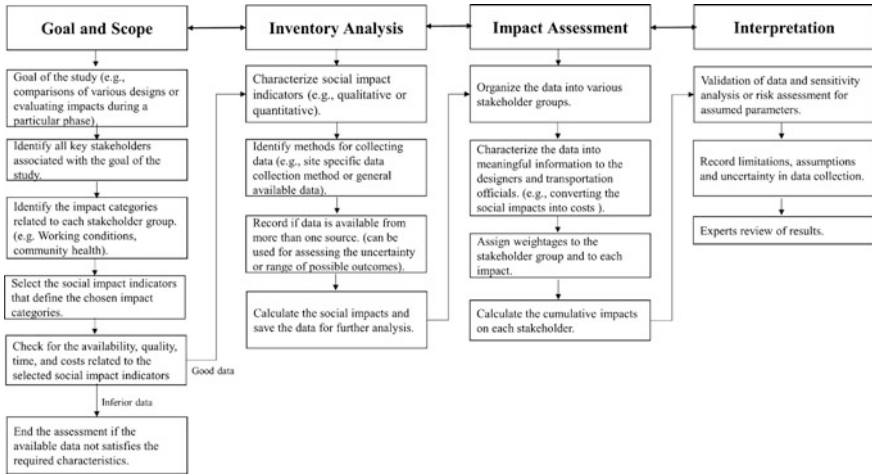 Goal and Scope
Goal of the study (e.g.,
comparisons of various designs or
evaluating impacts during a
particular phase).
Identify all key stakeholders
associated with the goal of the
study.
Identify the impact categories
related to each stakeholder group.
(e.g. Working conditions,
community health).
Select the social impact indicators
that define the chosen impact
categories.
Check for the availability, quality,
time, and costs related to the
selected social impact indicators
Good data
Inferior data
End the assessment if the
available data not satisfies the
required characteristics.
Inventory Analysis
Characterize social impact
indicators (e.g., qualitative or
quantitative).
Identify methods for collecting
data (e.g., site specific data
collection method or general
available data).
Record if data is available from
more than one source. (can be
used for assessing the uncertainty
or range of possible outcomes).
Calculate the social impacts and
save the data for further analysis.
Impact Assessment
Organize the data into various
stakeholder groups.
Characterize the data into
meaningful information to the
designers and transportation
officials. (e.g., converting the
social impacts into costs ).
Assign weightages to the
stakeholder group and to each
impact.
Calculate the cumulative impacts
on each stakeholder.
Interpretation
Validation of data and sensitivity
analysis or risk assessment for
assumed parameters.
Record limitations, assumptions
and uncertainty in data collection.
Experts review of results.